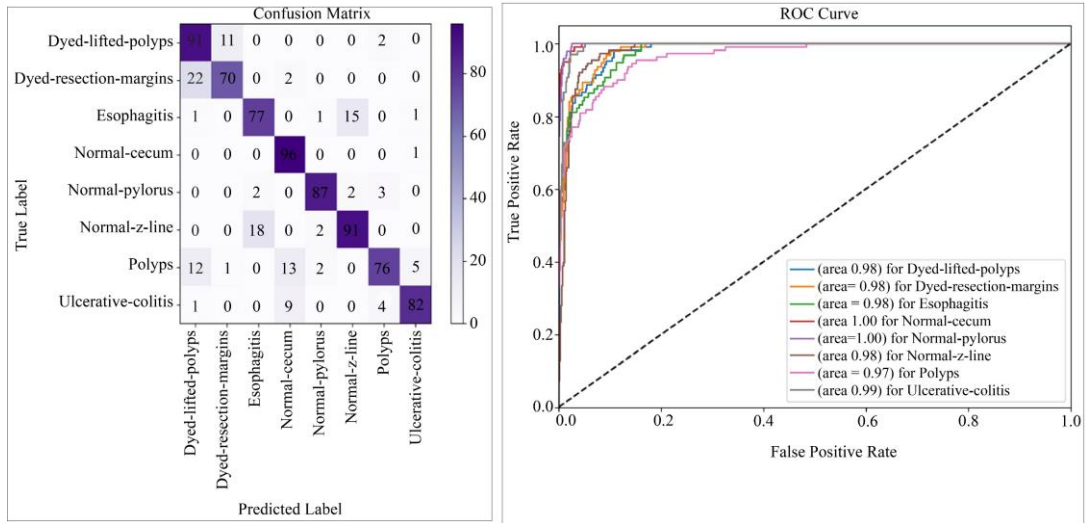 Confusion Matrix
True Label
Dyed-lifted-polyps 91 11 0 0 0 0 2 0
Dyed-resection-margins 22 70 0 2 0 0 0 0
Esophagitis 1 0 77 0 1 15 0 1
Normal-cecum 0 0 0 96 0 0 0 1
Normal-pylorus 0 0 2 0 87 2 3 0
Normal-z-line 0 0 18 0 2 91 0 0
Polyps 12 1 0 13 2 0 76 5
Ulcerative-colitis 1 0 0 9 0 0 4 82
Dyed-lifted-polyps
Dyed-resection-margins
Esophagitis
Normal-cecum
Normal-pylorus
Normal-z-line
Polyps
Ulcerative-colitis
Predicted Label
80
60
40
20
0
ROC Curve
True Positive Rate
1.0
0.8
0.6
0.4
0.2
0.0
0.0 0.2 0.4 0.6 0.8 1.0
False Positive Rate
(area 0.98) for Dyed-lifted-polyps
(area= 0.98) for Dyed-resection-margins
(area = 0.98) for Esophagitis
(area 1.00 for Normal-cecum
(area=1.00) for Normal-pylorus
(area 0.98) for Normal-z-line
(area = 0.97) for Polyps
(area 0.99) for Ulcerative-colitis